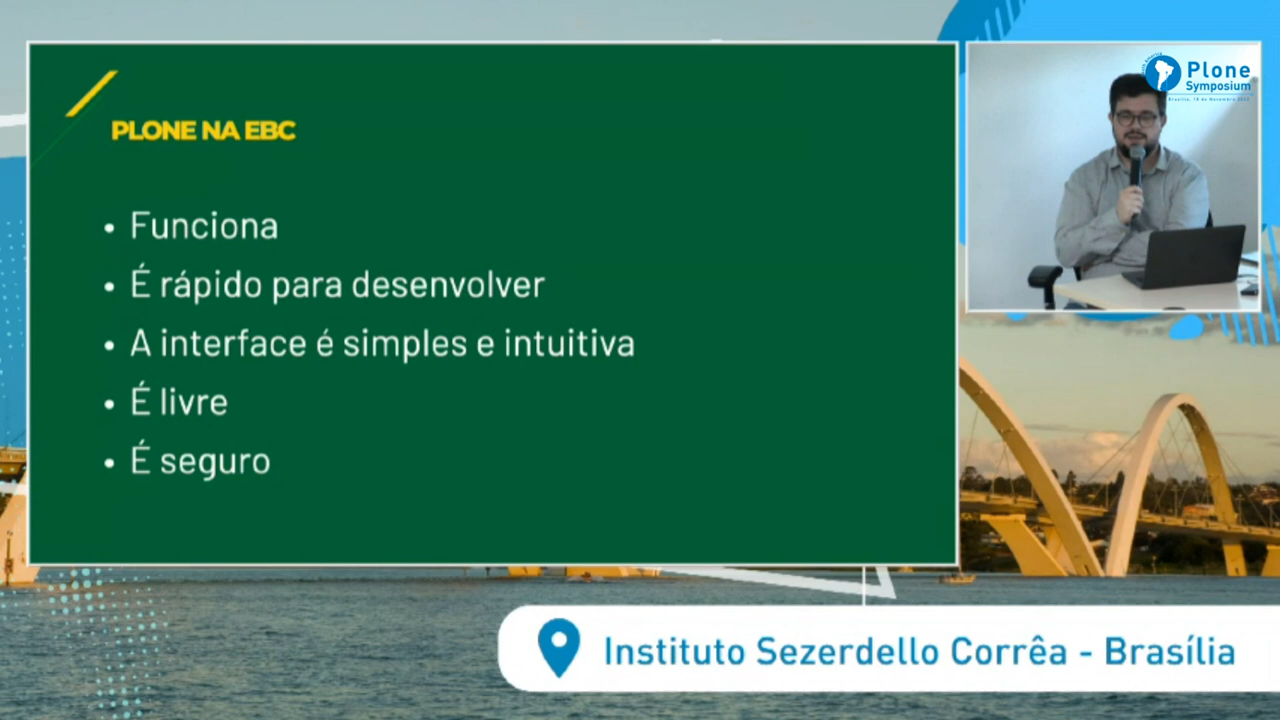 PLONE NA EBC
• Funciona
• É rápido para desenvolver
• A interface é simples e intuitiva
• É livre
• É seguro
Plone
Symposium
Instituto Sezerdello Corrêa - Brasília